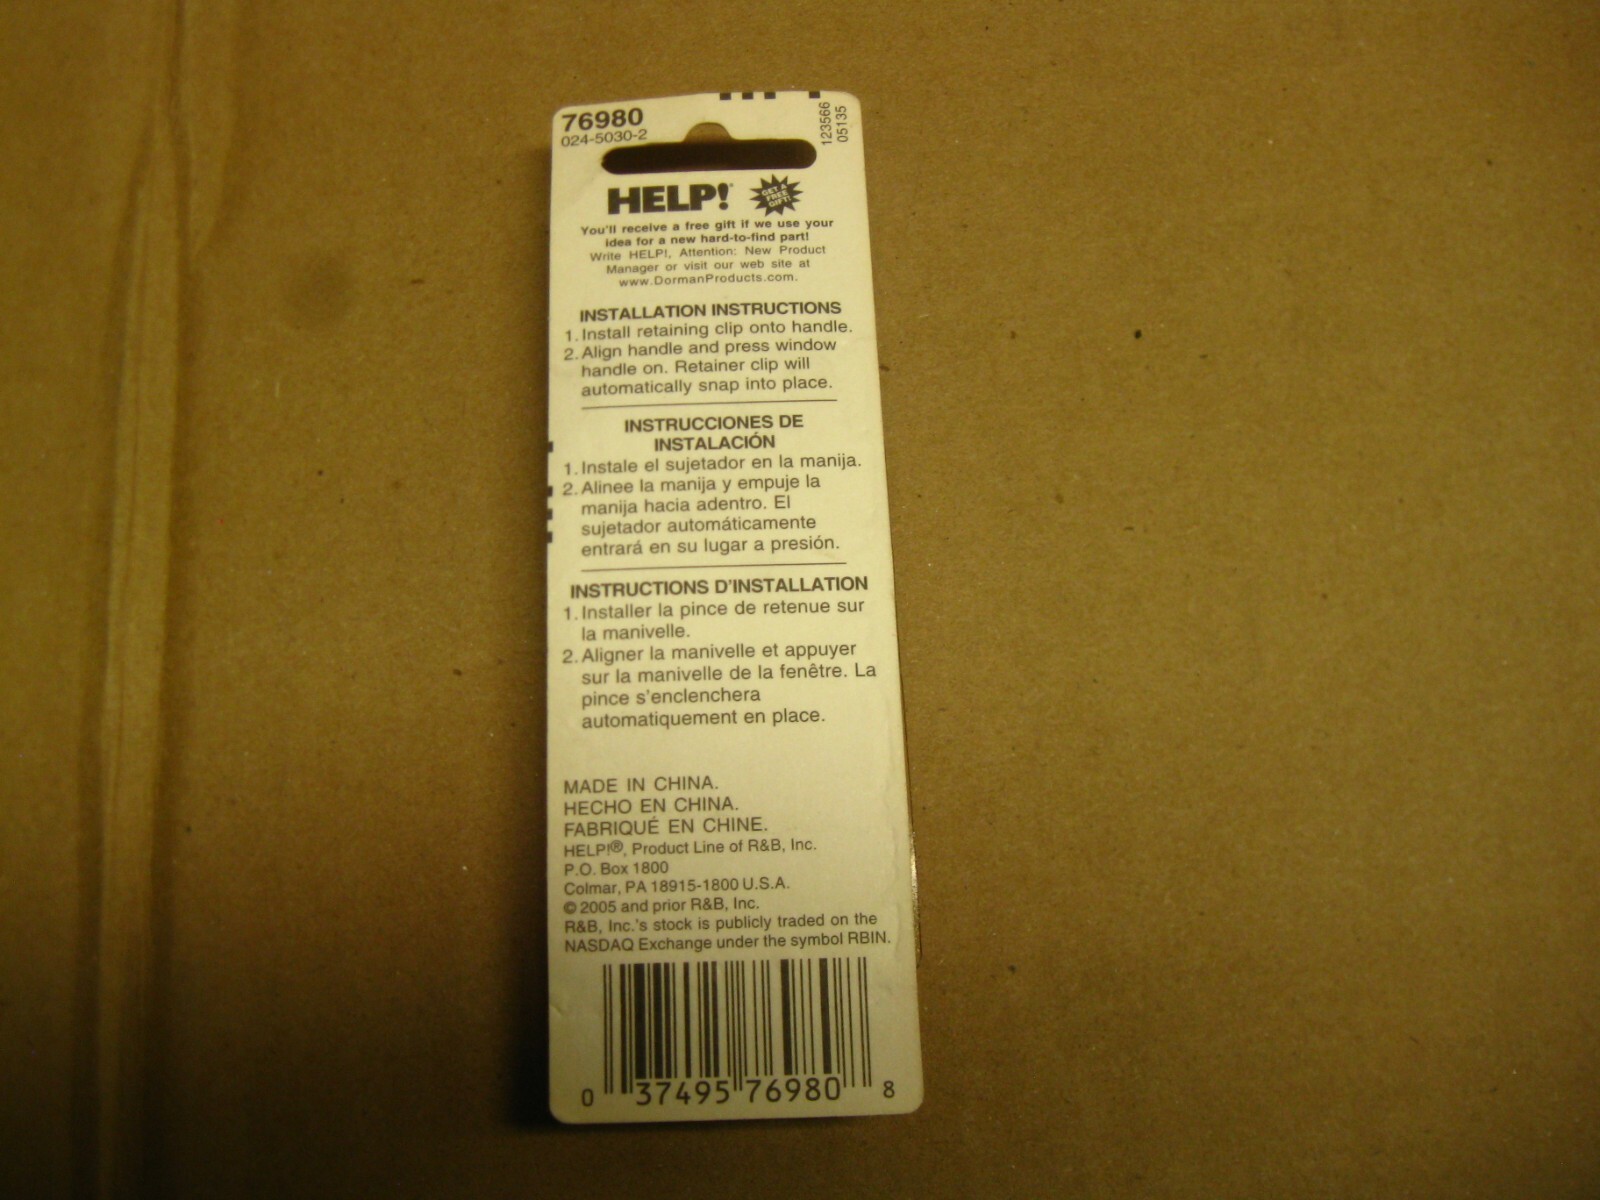 76980
024-5030-2
123566
05135
HELP!
GET A
FREE
GIFT!
You'll receive a free gift if we use your
idea for a new hard-to-find part!
Write HELP!, Attention: New Product
Manager or visit our web site at
www.DormanProducts.com.
INSTALLATION INSTRUCTIONS
1. Install retaining clip onto handle.
2. Align handle and press window
handle on. Retainer clip will
automatically snap into place.
INSTRUCCIONES DE
INSTALACIÓN
1. Instale el sujetador en la manija.
2. Alinee la manija y empuje la
manija hacia adentro. El
sujetador automáticamente
entrará en su lugar a presión.
INSTRUCTIONS D'INSTALLATION
1. Installer la pince de retenue sur
la manivelle.
2. Aligner la manivelle et appuyer
sur la manivelle de la fenêtre. La
pince s'enclenchera
automatiquement en place.
MADE IN CHINA.
HECHO EN CHINA.
FABRIQUÉ EN CHINE.
HELP!®, Product Line of R&B, Inc.
P.O. Box 1800
Colmar, PA 18915-1800 U.S.A.
© 2005 and prior R&B, Inc.
R&B, Inc.'s stock is publicly traded on the
NASDAQ Exchange under the symbol RBIN.
0 37495 76980 8